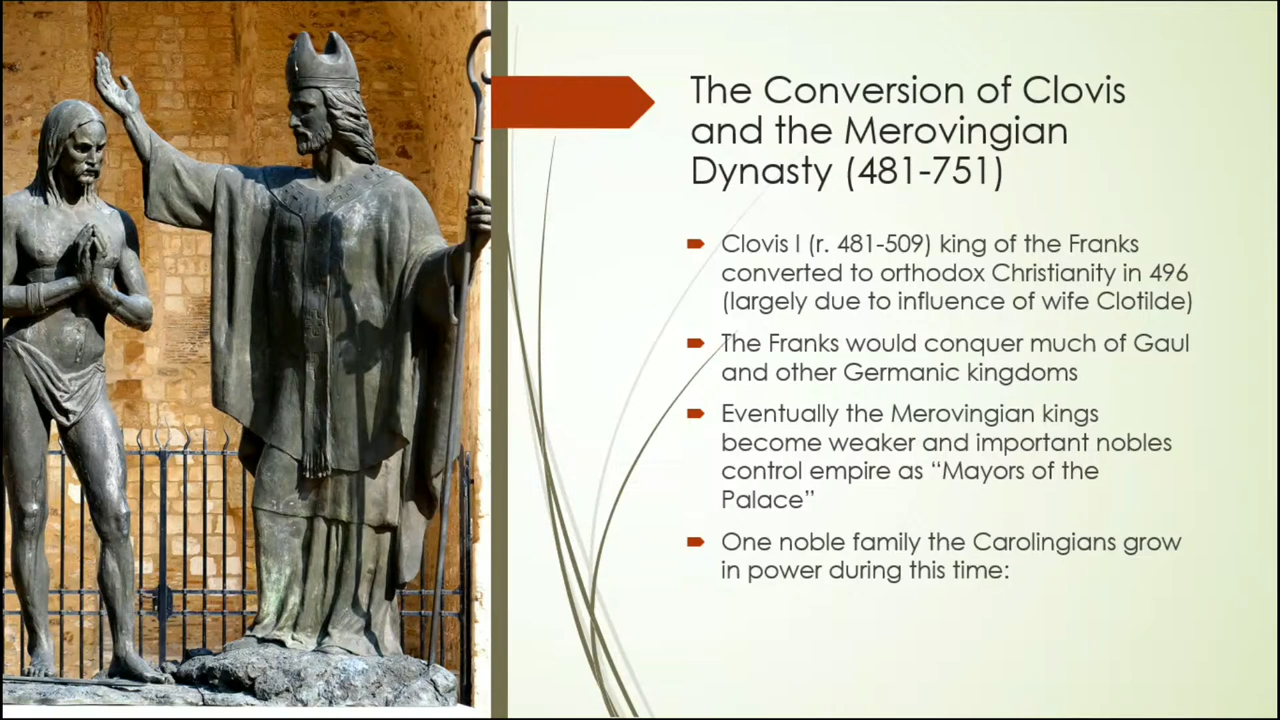 The Conversion of Clovis
and the Merovingian
Dynasty (481-751)
Clovis I (r. 481-509) king of the Franks
converted to orthodox Christianity in 496
(largely due to influence of wife Clotilde)
The Franks would conquer much of Gaul
and other Germanic kingdoms
Eventually the Merovingian kings
become weaker and important nobles
control empire as “Mayors of the
Palace”
One noble family the Carolingians grow
in power during this time: